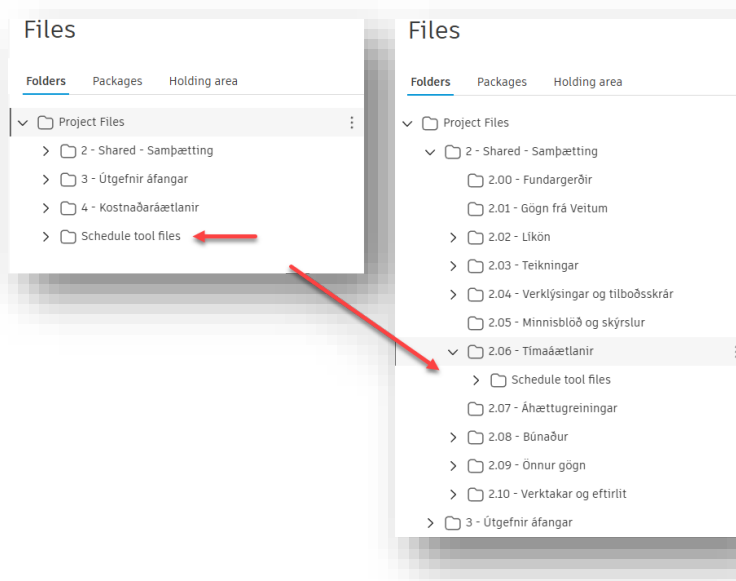 Files
Folders Packages Holding area
Project Files
2 - Shared - Samþætting
3 - Útgefnir áfangar
4 - Kostnaðaráætlanir
Schedule tool files
Files
Folders Packages Holding area
Project Files
2 - Shared - Samþætting
2.00 - Fundargerðir
2.01 - Gögn frá Veitum
2.02 - Líkön
2.03 - Teikningar
2.04 - Verklýsingar og tilboðsskrár
2.05 - Minnisblöð og skýrslur
2.06 - Tímaáætlanir
Schedule tool files
2.07 - Áhættugreiningar
2.08 - Búnaður
2.09 - Önnur gögn
2.10 - Verktakar og eftirlit
3 - Útgefnir áfangar